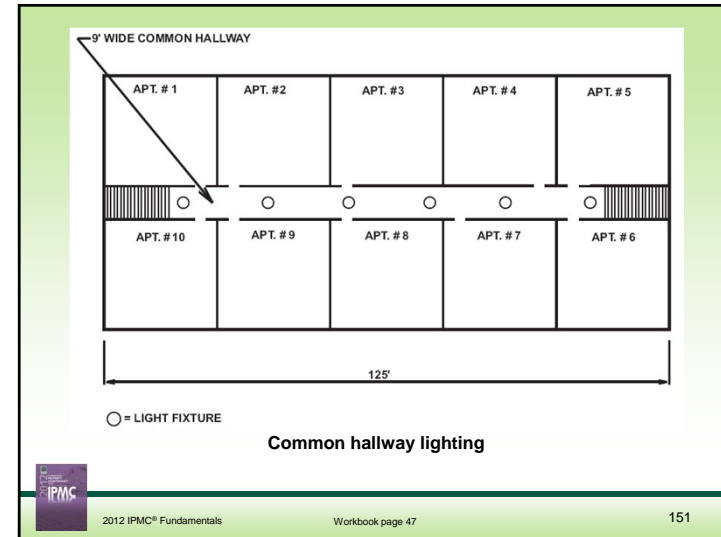 9' WIDE COMMON HALLWAY
APT. # 1 APT. #2 APT. #3 APT. # 4 APT. # 5
APT. #10 APT. #9 APT. # 8 APT. #7 APT. # 6
125'
= LIGHT FIXTURE
Common hallway lighting
2012
IPMC
2012 IPMC® Fundamentals Workbook page 47 151